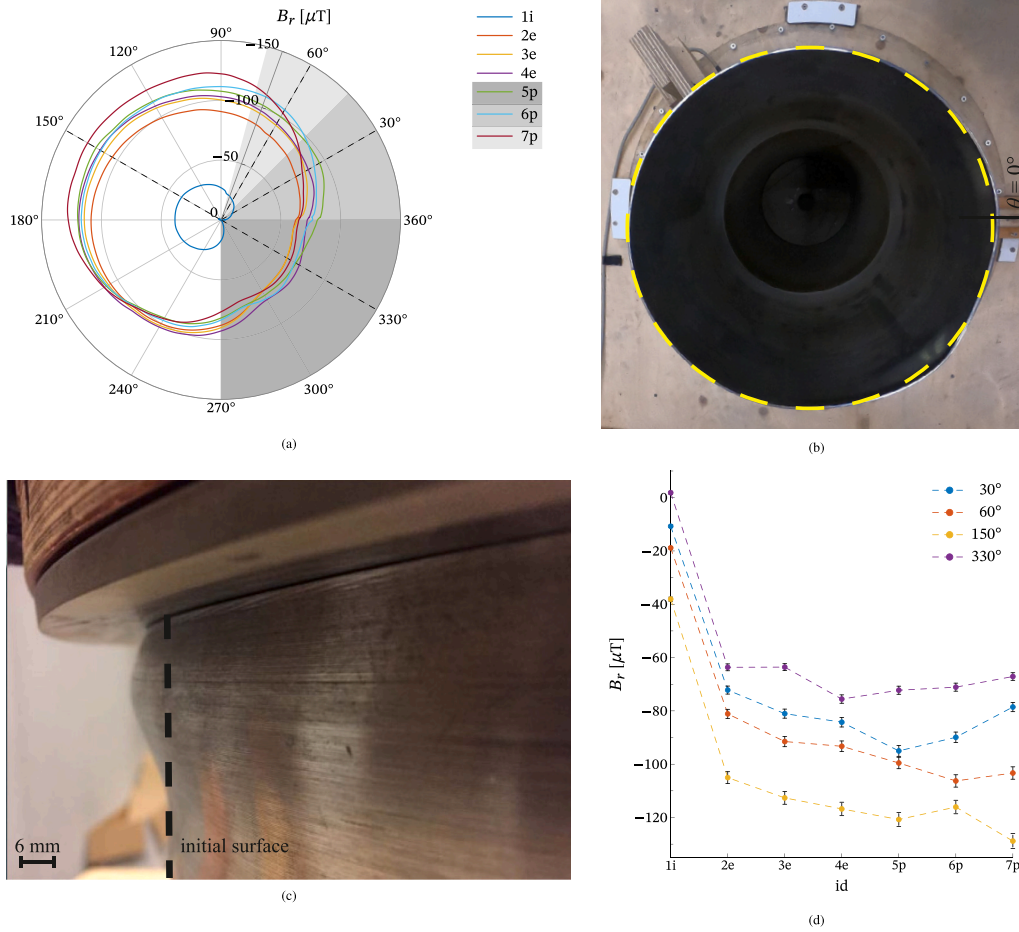 B_r [μT]
90°
−150
60°
120°
−100
150°
30°
−50
0
180°
360°
210°
330°
240°
300°
270°
1i
2e
3e
4e
5p
6p
7p
(a)
θ = 0°
(b)
6 mm
initial surface
(c)
0
−20
−40
−60
−80
−100
−120
B_r [μT]
30°
60°
150°
330°
1i 2e 3e 4e 5p 6p 7p
id
(d)